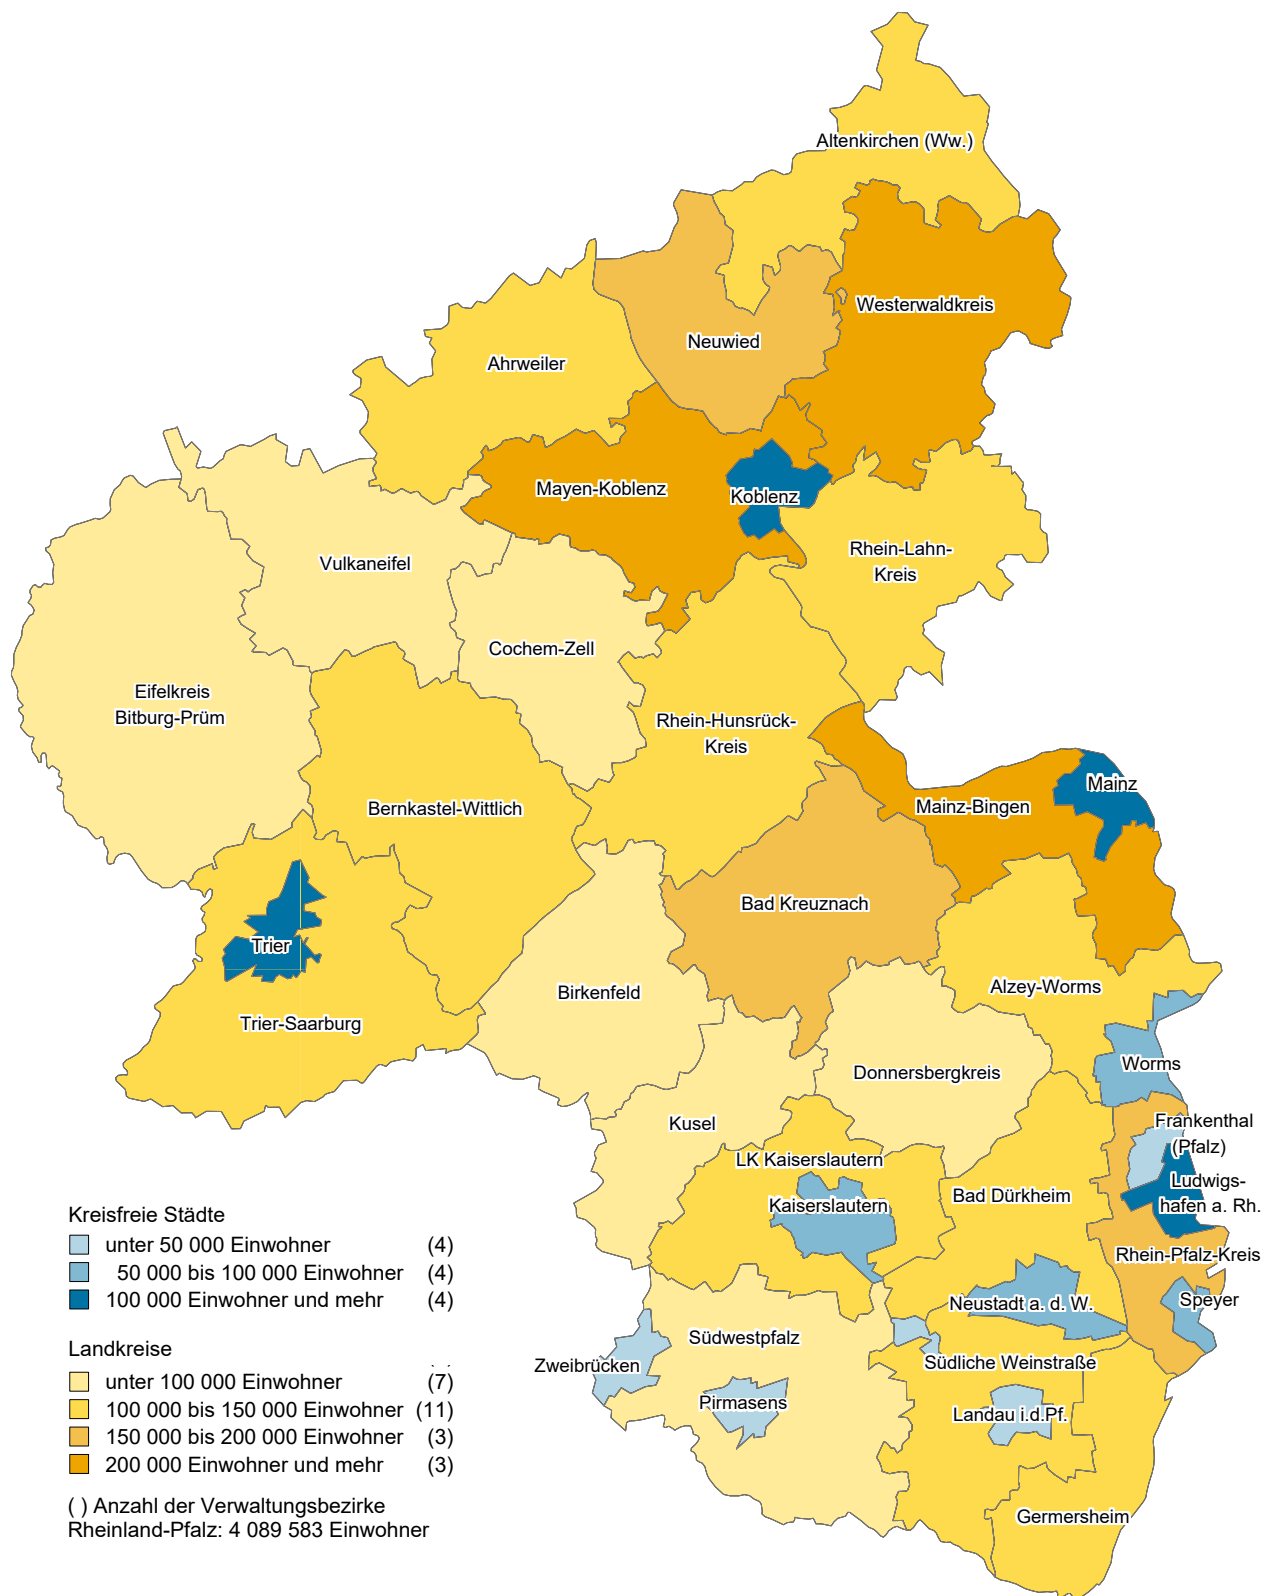 Altenkirchen (Ww.)
Westerwaldkreis
Neuwied
Ahrweiler
Mayen-Koblenz
Koblenz
Rhein-Lahn-
Kreis
Vulkaneifel
Cochem-Zell
Eifelkreis
Bitburg-Prüm
Rhein-Hunsrück-
Kreis
Mainz
Mainz-Bingen
Bernkastel-Wittlich
Bad Kreuznach
Trier
Alzey-Worms
Birkenfeld
Trier-Saarburg
Worms
Donnersbergkreis
Kusel
Frankenthal
(Pfalz)
LK Kaiserslautern
Ludwigs-
hafen a. Rh.
Bad Dürkheim
Kaiserslautern
Rhein-Pfalz-Kreis
Speyer
Neustadt a. d. W.
Südwestpfalz
Zweibrücken
Südliche Weinstraße
Pirmasens
Landau i.d.Pf.
Germersheim
Kreisfreie Städte
unter 50 000 Einwohner (4)
50 000 bis 100 000 Einwohner (4)
100 000 Einwohner und mehr (4)
Landkreise
unter 100 000 Einwohner (7)
100 000 bis 150 000 Einwohner (11)
150 000 bis 200 000 Einwohner (3)
200 000 Einwohner und mehr (3)
( ) Anzahl der Verwaltungsbezirke
Rheinland-Pfalz: 4 089 583 Einwohner